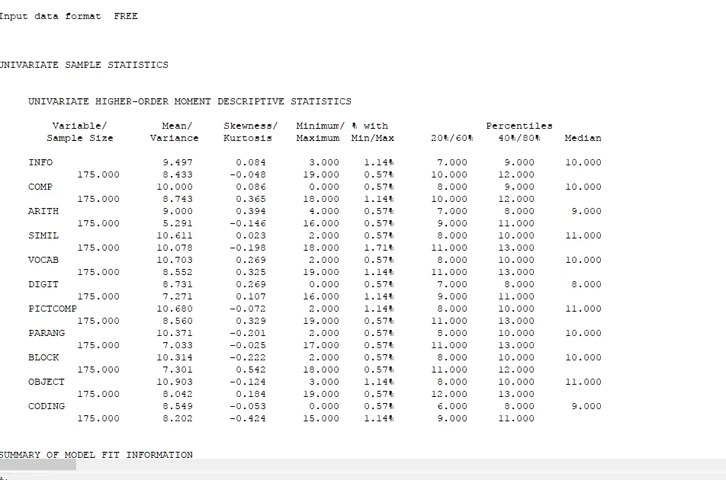 Input data format FREE
UNIVARIATE SAMPLE STATISTICS
UNIVARIATE HIGHER-ORDER MOMENT DESCRIPTIVE STATISTICS
Variable/ Mean/ Skewness/ Minimum/ % with Percentiles
Sample Size Variance Kurtosis Maximum Min/Max 20%/60% 40%/80% Median
INFO 9.497 0.084 3.000 1.14% 7.000 9.000 10.000
175.000 8.433 -0.048 19.000 0.57% 10.000 12.000
COMP 10.000 0.086 0.000 0.57% 8.000 9.000 10.000
175.000 8.743 0.365 18.000 1.14% 10.000 12.000
ARITH 9.000 0.394 4.000 0.57% 7.000 8.000 9.000
175.000 5.291 -0.146 16.000 0.57% 9.000 11.000
SIMIL 10.611 0.023 2.000 0.57% 8.000 10.000 11.000
175.000 10.078 -0.198 18.000 1.71% 11.000 13.000
VOCAB 10.703 0.269 2.000 0.57% 8.000 10.000 10.000
175.000 8.552 0.325 19.000 1.14% 11.000 13.000
DIGIT 8.731 0.269 0.000 0.57% 7.000 8.000 8.000
175.000 7.271 0.107 16.000 1.14% 9.000 11.000
PICTCOMP 10.680 -0.072 2.000 1.14% 8.000 10.000 11.000
175.000 8.560 0.329 19.000 0.57% 11.000 13.000
PARANG 10.371 -0.201 2.000 0.57% 8.000 10.000 10.000
175.000 7.033 -0.025 17.000 0.57% 11.000 13.000
BLOCK 10.314 -0.222 2.000 0.57% 8.000 10.000 10.000
175.000 7.301 0.542 18.000 0.57% 11.000 12.000
OBJECT 10.903 -0.124 3.000 1.14% 8.000 10.000 11.000
175.000 8.042 0.184 19.000 0.57% 12.000 13.000
CODING 8.549 -0.053 0.000 0.57% 6.000 8.000 9.000
175.000 8.202 -0.424 15.000 1.14% 9.000 11.000
SUMMARY OF MODEL FIT INFORMATION